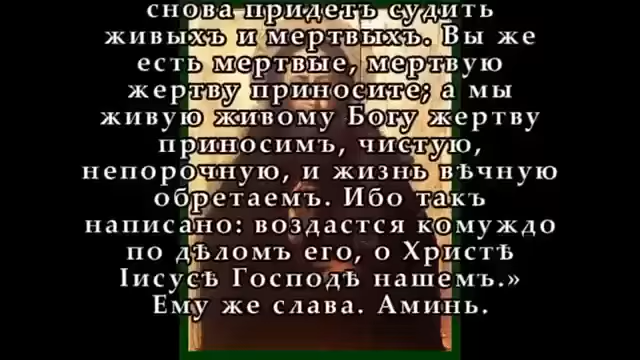 снова придетъ судить
живыхъ и мертвыхъ. Вы же
есть мертвые, мертвую
жертву приносите; а мы
живую живому Богу жертву
приносимъ, чистую,
непорочную, и жизнь вѣчную
обретаемъ. Ибо такъ
написано: воздастся комуждо
по дѣломъ его, о Христѣ
Іисусѣ Господѣ нашемъ.»
Ему же слава. Аминь.